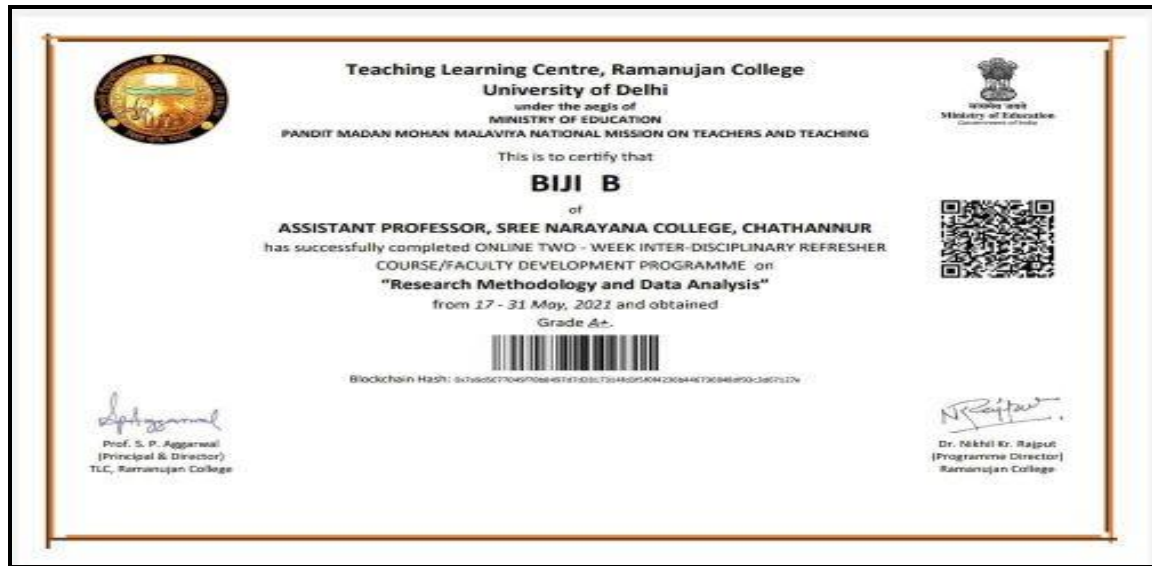 Teaching Learning Centre, Ramanujan College
University of Delhi
under the aegis of
MINISTRY OF EDUCATION
PANDIT MADAN MOHAN MALAVIYA NATIONAL MISSION ON TEACHERS AND TEACHING
Ministry of Education
Government of India
This is to certify that
BIJI B
of
ASSISTANT PROFESSOR, SREE NARAYANA COLLEGE, CHATHANNUR
has successfully completed ONLINE TWO - WEEK INTER-DISCIPLINARY REFRESHER
COURSE/FACULTY DEVELOPMENT PROGRAMME on
"Research Methodology and Data Analysis"
from 17 - 31 May, 2021 and obtained
Grade A+.
Blockchain Hash:
Prof. S. P. Aggarwal
(Principal & Director)
TLC, Ramanujan College
Dr. Nikhil Kr. Rajput
(Programme Director)
Ramanujan College